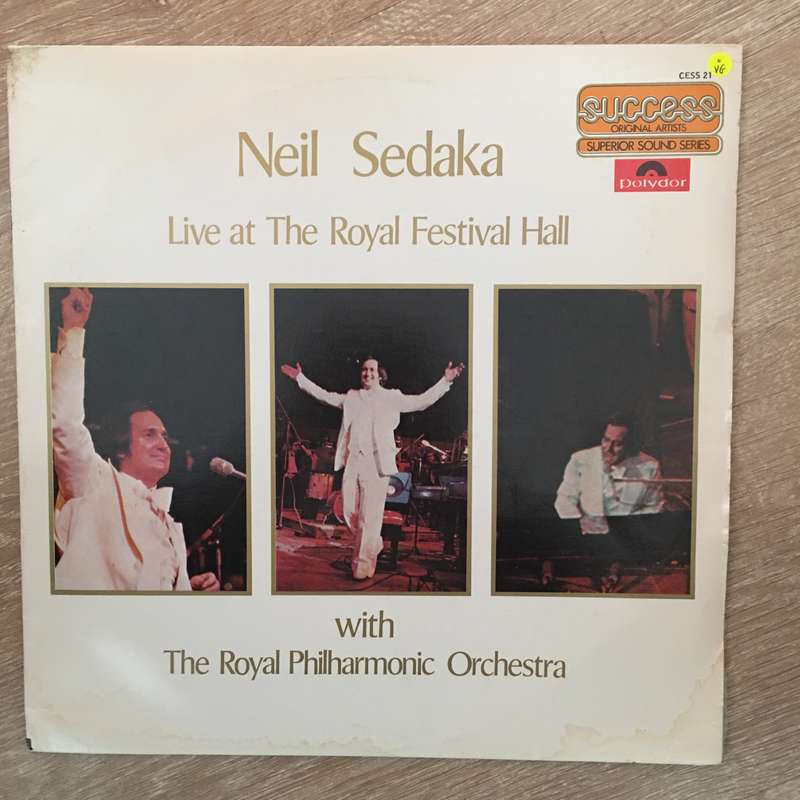 CESS 21
VG
success
ORIGINAL ARTISTS
SUPERIOR SOUND SERIES
Polydor
Neil Sedaka
Live at The Royal Festival Hall
with
The Royal Philharmonic Orchestra